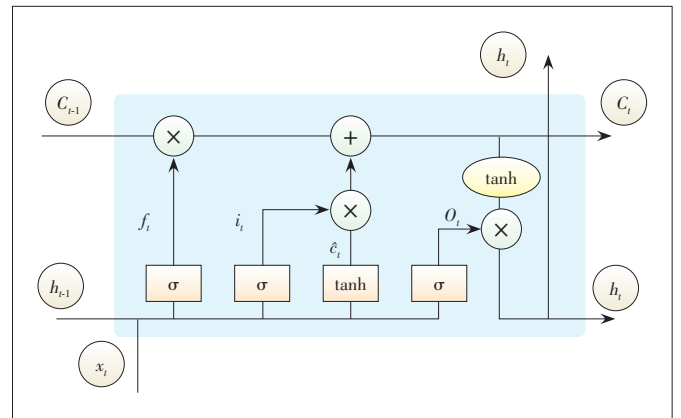 h_t
C_{t-1}
C_t
×
+
tanh
f_t
i_t
×
O_t
×
ĉ_t
h_{t-1}
σ
σ
tanh
σ
h_t
x_t